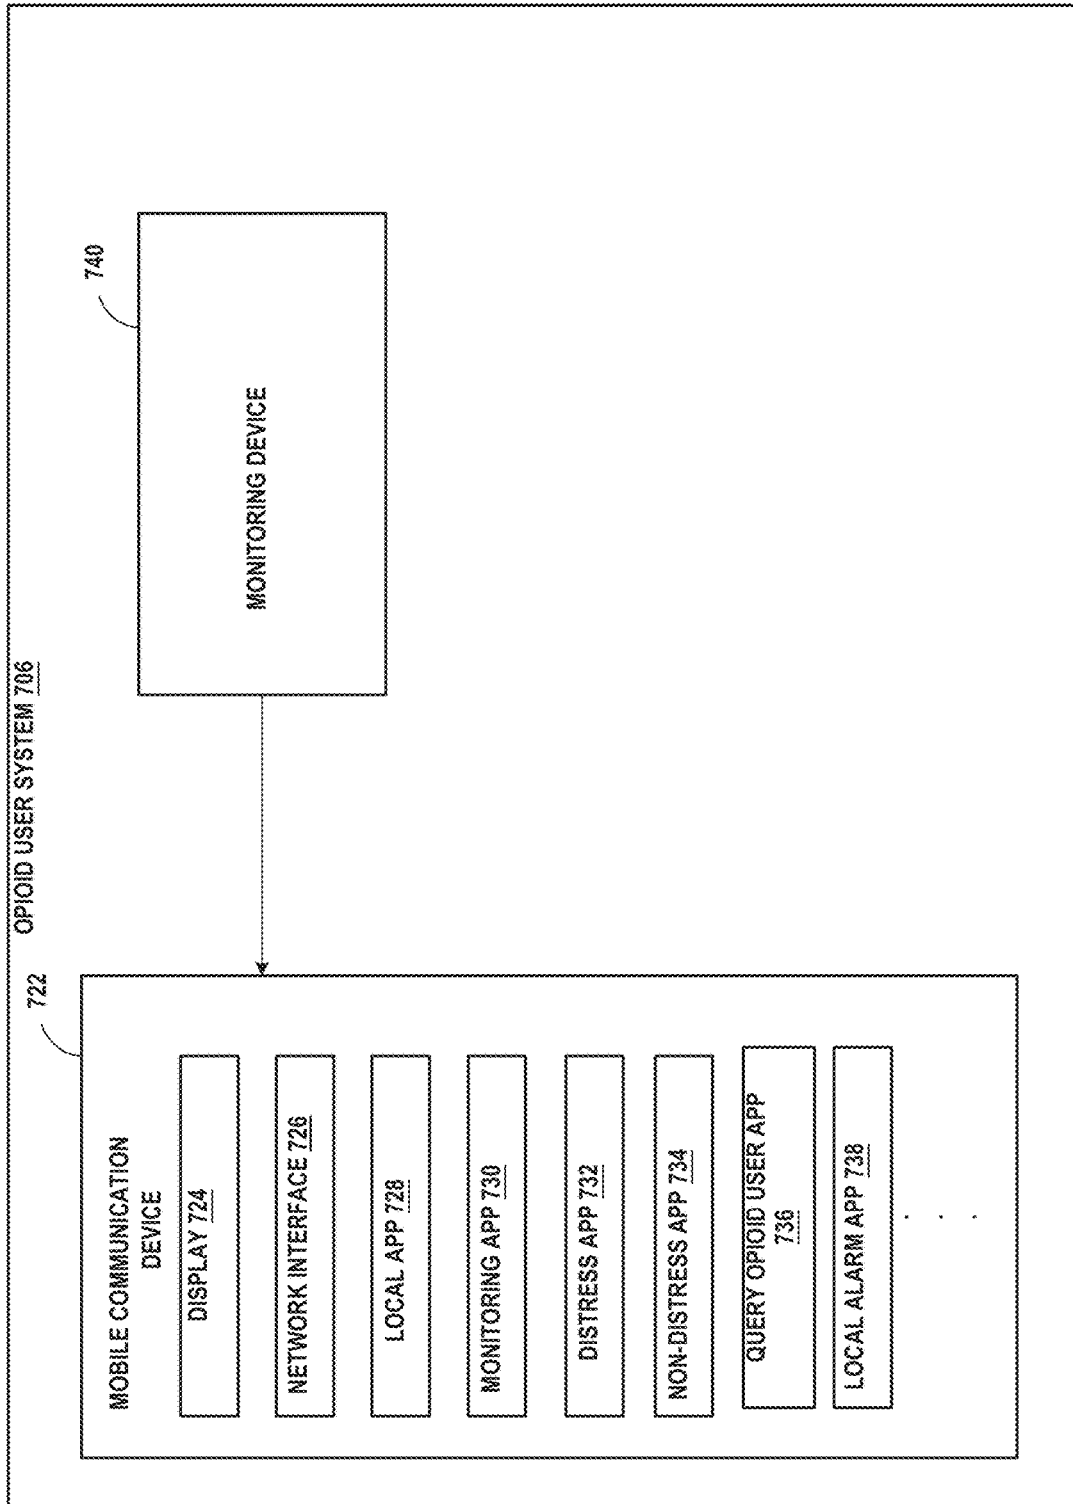 OPIOID USER SYSTEM 706
722
MOBILE COMMUNICATION
DEVICE
DISPLAY 724
NETWORK INTERFACE 726
LOCAL APP 728
MONITORING APP 730
DISTRESS APP 732
NON-DISTRESS APP 734
QUERY OPIOID USER APP
736
LOCAL ALARM APP 738
. . .
740
MONITORING DEVICE